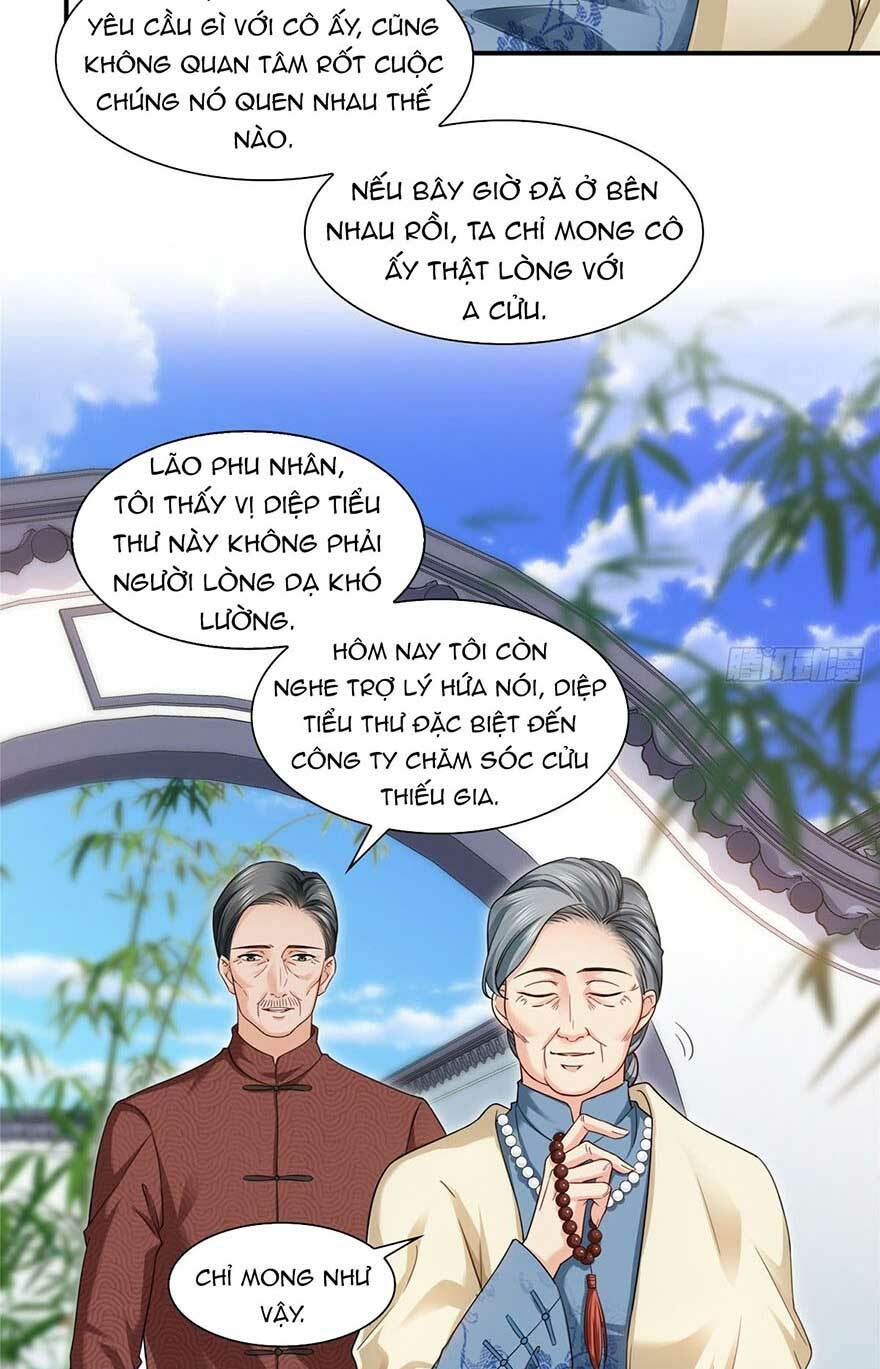 YÊU CẦU GÌ VỚI CÔ ẤY, CŨNG
KHÔNG QUAN TÂM RỐT CUỘC
CHÚNG NÓ QUEN NHAU THẾ
NÀO.
NẾU BÂY GIỜ ĐÃ Ở BÊN
NHAU RỒI, TA CHỈ MONG CÔ
ẤY THẬT LÒNG VỚI
A CỬU.
LÃO PHU NHÂN,
TÔI THẤY VỊ DIỆP TIỂU
THƯ NÀY KHÔNG PHẢI
NGƯỜI LÒNG DẠ KHÓ
LƯỜNG.
HÔM NAY TÔI CÒN
NGHE TRỢ LÝ HỨA NÓI, DIỆP
TIỂU THƯ ĐẶC BIỆT ĐẾN
CÔNG TY CHĂM SÓC CỬU
THIẾU GIA.
腾讯动漫
CHỈ MONG NHƯ
VẬY.